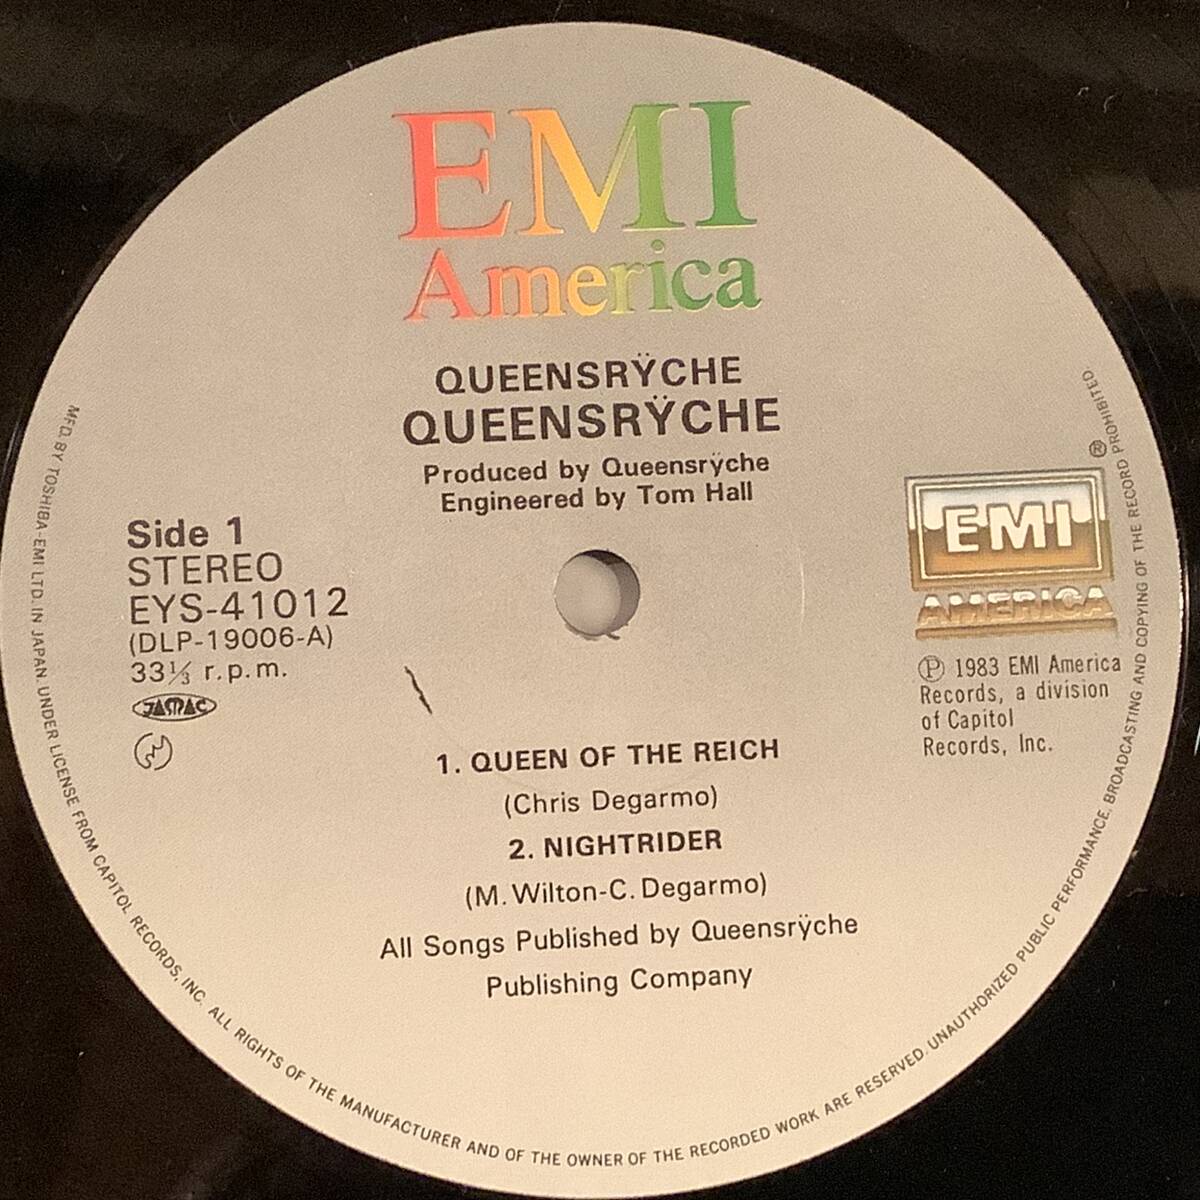 EMI
America
QUEENSRŸCHE
QUEENSRŸCHE
Produced by Queensrÿche
Engineered by Tom Hall
Side 1
STEREO
EYS-41012
(DLP-19006-A)
33⅓ r.p.m.
JASRAC
EMI
AMERICA
Ⓟ 1983 EMI America
Records, a division
of Capitol
Records, Inc.
1. QUEEN OF THE REICH
(Chris Degarmo)
2. NIGHTRIDER
(M. Wilton-C. Degarmo)
All Songs Published by Queensrÿche
Publishing Company
MFD. BY TOSHIBA-EMI LTD. IN JAPAN. UNDER LICENSE FROM CAPITOL RECORDS, INC. ALL RIGHTS OF THE MANUFACTURER AND OF THE OWNER OF THE RECORDED WORK ARE RESERVED. UNAUTHORIZED PUBLIC PERFORMANCE. BROADCASTING AND COPYING OF THE RECORD PROHIBITED ®